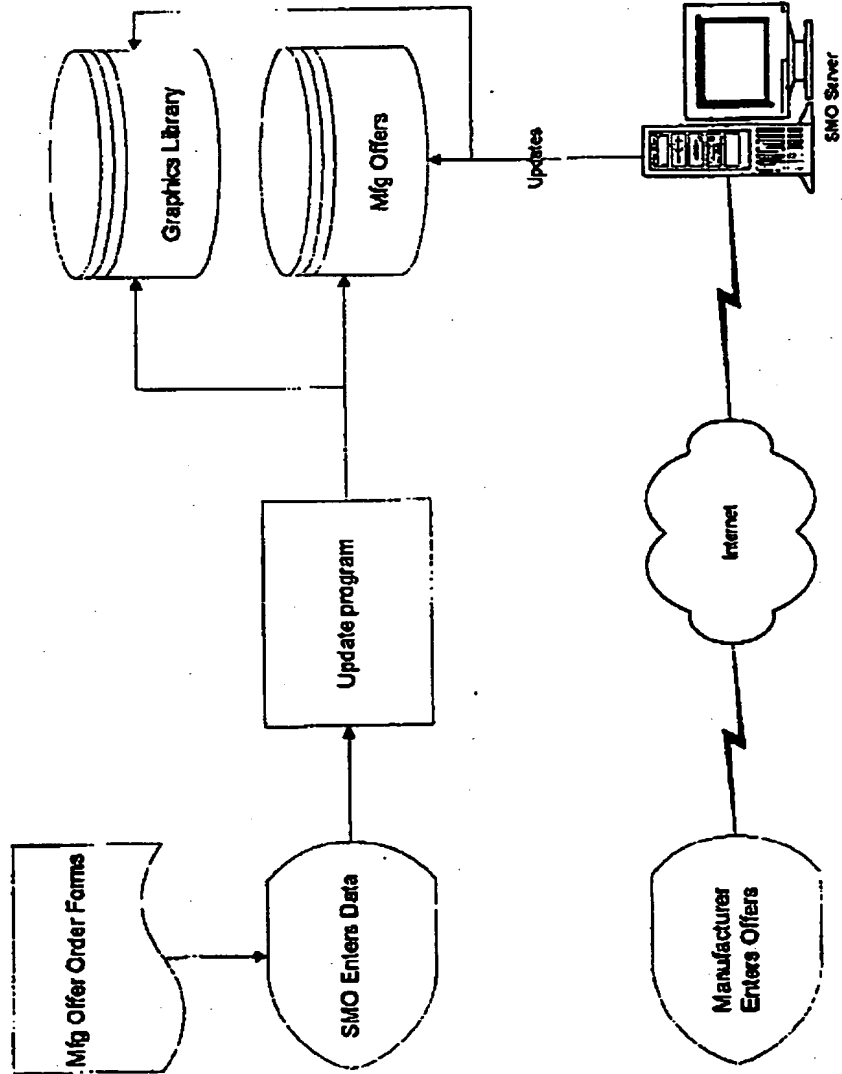 Mfg Offer Order Forms
SMO Enters Data
Update program
Graphics Library
Mfg Offers
Updates
Manufacturer
Enters Offers
Internet
SMO Server